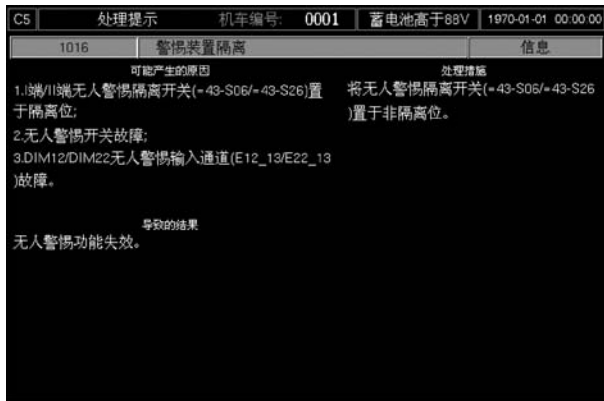 C5 处理提示 机车编号: 0001 蓄电池高于88V 1970-01-01 00:00:00
1016 警惕装置隔离 信息
可能产生的原因
1.I端/II端无人警惕隔离开关(=43-S06/=43-S26)置
于隔离位;
2.无人警惕开关故障;
3.DIM12/DIM22无人警惕输入通道(E12_13/E22_13
)故障。
处理措施
将无人警惕隔离开关(=43-S06/=43-S26
)置于非隔离位。
导致的结果
无人警惕功能失效。